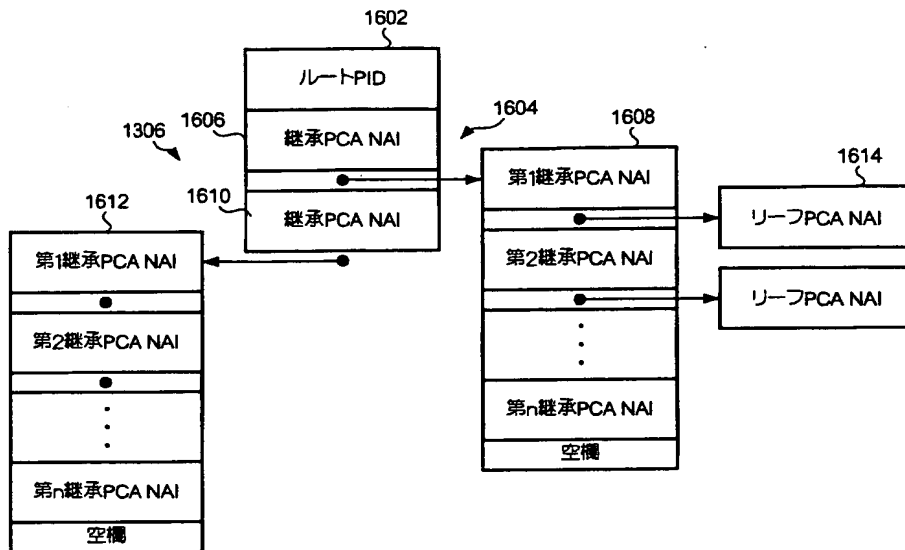 1602
ルートPID
1606
継承PCA NAI
1604
1306
1608
1610
継承PCA NAI
第1継承PCA NAI
1614
リーフPCA NAI
第2継承PCA NAI
リーフPCA NAI
第n継承PCA NAI
空欄
1612
第1継承PCA NAI
第2継承PCA NAI
第n継承PCA NAI
空欄